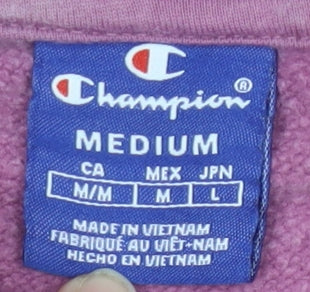 Champion®
MEDIUM
CA MEX JPN
M/M M L
MADE IN VIETNAM
FABRIQUÉ AU VIÊT-NAM
HECHO EN VIETNAM